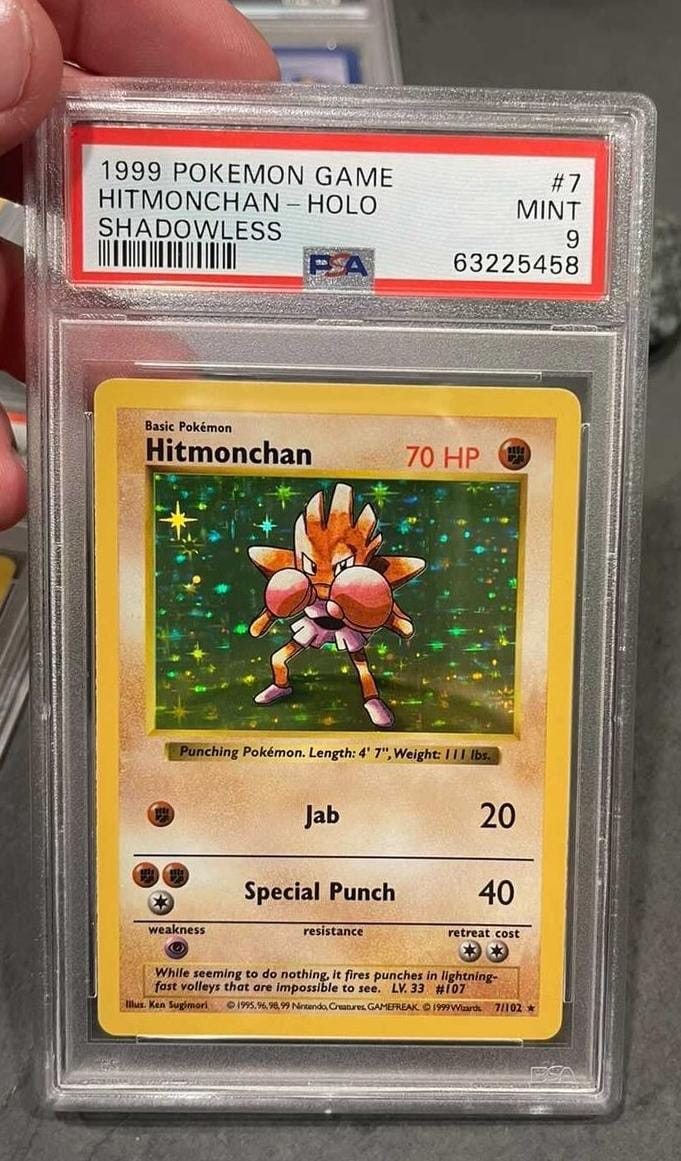 1999 POKEMON GAME
HITMONCHAN - HOLO
SHADOWLESS
#7
MINT
9
63225458
PSA
Basic Pokémon
Hitmonchan 70 HP
Punching Pokémon. Length: 4' 7", Weight: 111 lbs.
Jab 20
Special Punch 40
weakness resistance retreat cost
While seeming to do nothing, it fires punches in lightning-
fast volleys that are impossible to see. LV. 33 #107
Illus. Ken Sugimori © 1995, 96, 98, 99 Nintendo, Creatures, GAMEFREAK. © 1999 Wizards. 7/102 ★
PSA